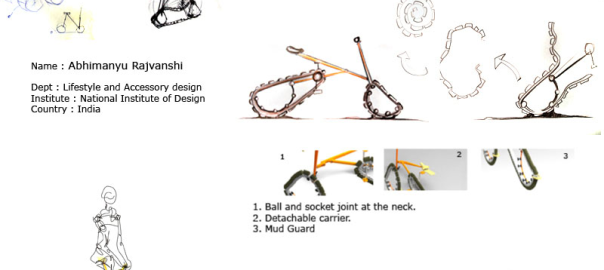 Name : Abhimanyu Rajvanshi
Dept : Lifestyle and Accessory design
Institute : National Institute of Design
Country : India
1
2
3
1. Ball and socket joint at the neck.
2. Detachable carrier.
3. Mud Guard